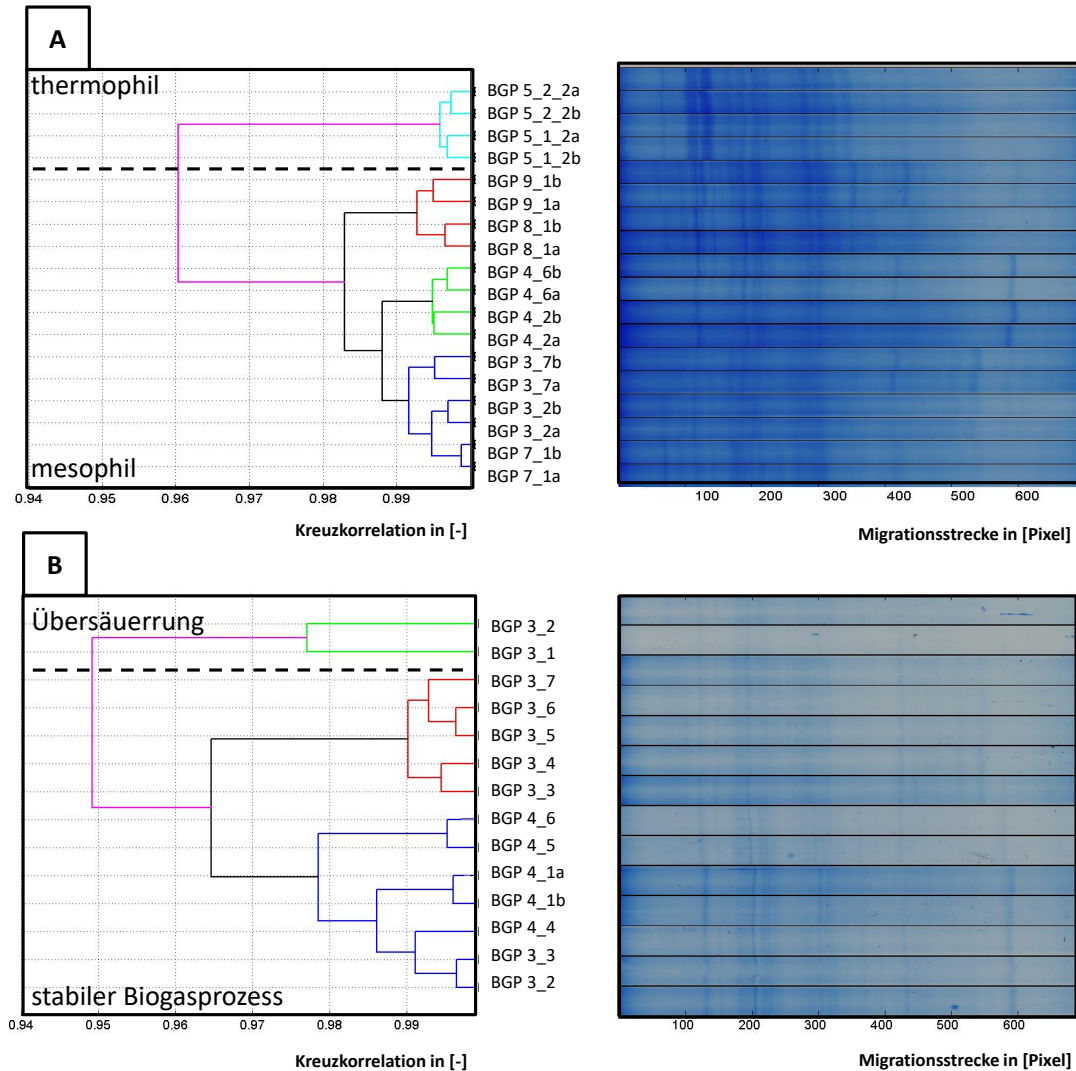 A
thermophil
BGP 5_2_2a
BGP 5_2_2b
BGP 5_1_2a
BGP 5_1_2b
BGP 9_1b
BGP 9_1a
BGP 8_1b
BGP 8_1a
BGP 4_6b
BGP 4_6a
BGP 4_2b
BGP 4_2a
BGP 3_7b
BGP 3_7a
BGP 3_2b
BGP 3_2a
BGP 7_1b
BGP 7_1a
mesophil
0.94 0.95 0.96 0.97 0.98 0.99
Kreuzkorrelation in [-]
100 200 300 400 500 600
Migrationsstrecke in [Pixel]
B
Übersäuerrung
BGP 3_2
BGP 3_1
BGP 3_7
BGP 3_6
BGP 3_5
BGP 3_4
BGP 3_3
BGP 4_6
BGP 4_5
BGP 4_1a
BGP 4_1b
BGP 4_4
BGP 3_3
BGP 3_2
stabiler Biogasprozess
0.94 0.95 0.96 0.97 0.98 0.99
Kreuzkorrelation in [-]
100 200 300 400 500 600
Migrationsstrecke in [Pixel]